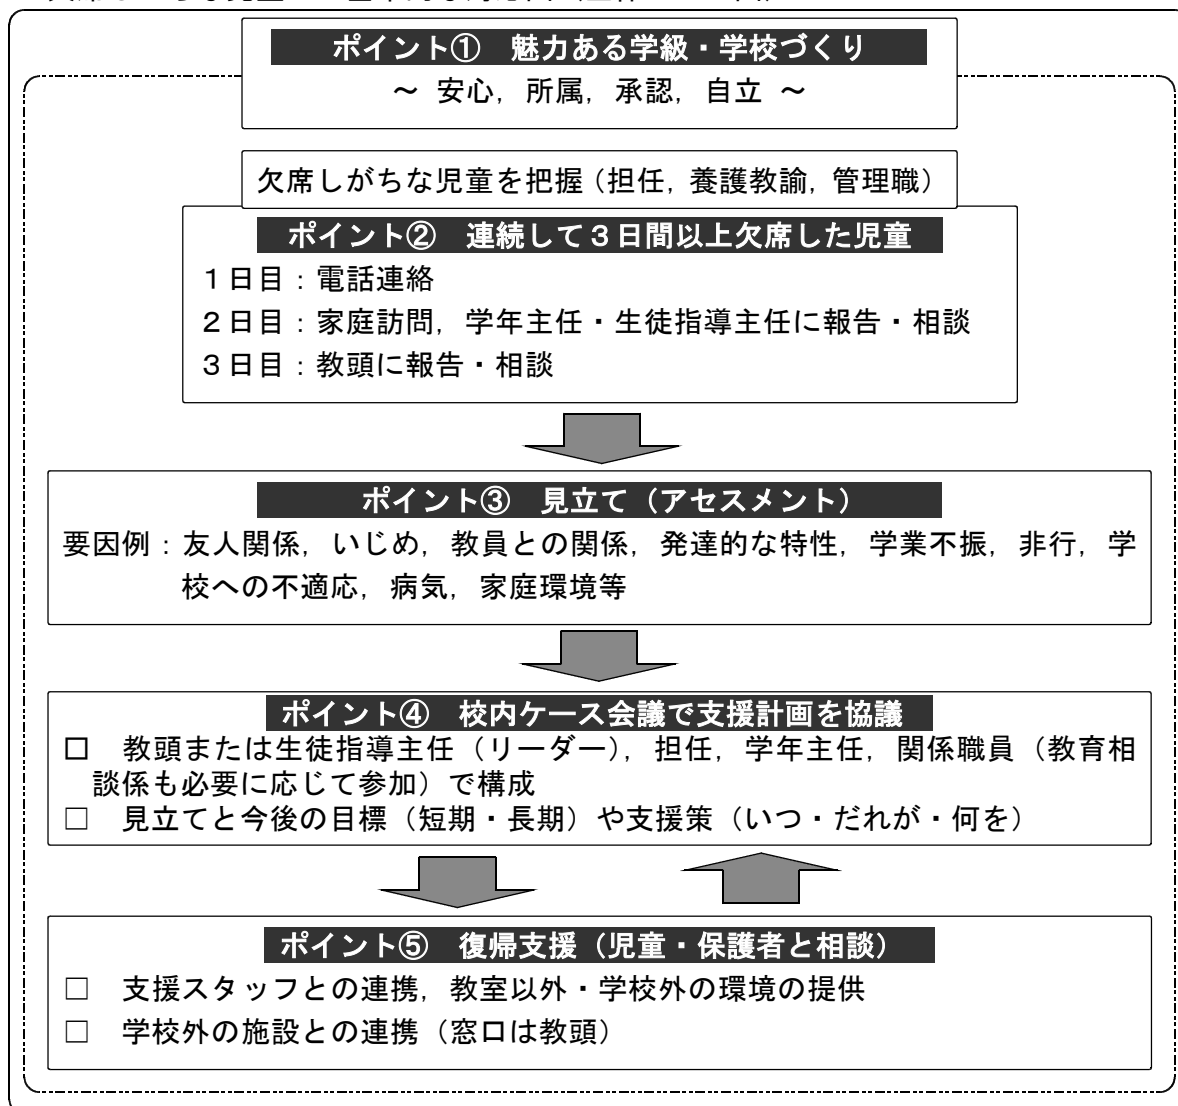 ポイント① 魅力ある学級・学校づくり
～ 安心，所属，承認，自立 ～
欠席しがちな児童を把握（担任，養護教諭，管理職）
ポイント② 連続して３日間以上欠席した児童
１日目：電話連絡
２日目：家庭訪問，学年主任・生徒指導主任に報告・相談
３日目：教頭に報告・相談
ポイント③ 見立て（アセスメント）
要因例：友人関係，いじめ，教員との関係，発達的な特性，学業不振，非行，学
校への不適応，病気，家庭環境等
ポイント④ 校内ケース会議で支援計画を協議
□ 教頭または生徒指導主任（リーダー），担任，学年主任，関係職員（教育相
談係も必要に応じて参加）で構成
□ 見立てと今後の目標（短期・長期）や支援策（いつ・だれが・何を）
ポイント⑤ 復帰支援（児童・保護者と相談）
□ 支援スタッフとの連携，教室以外・学校外の環境の提供
□ 学校外の施設との連携（窓口は教頭）